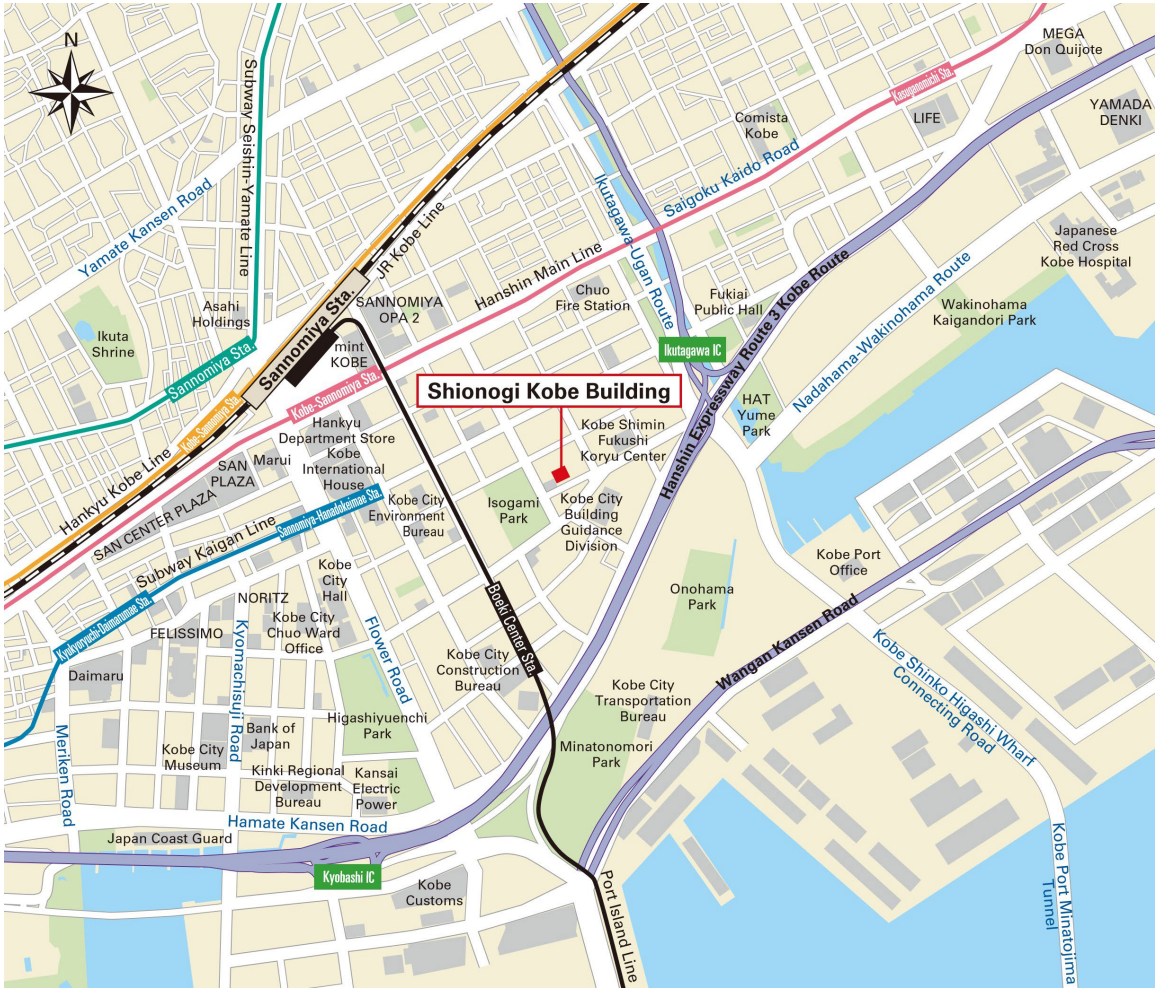 N
MEGA
Don Quijote
Subway Seishin-Yamate Line
Kasuganomichi Sta.
YAMADA
DENKI
LIFE
Comista
Kobe
Saigoku Kaido Road
Yamate Kansen Road
JR Kobe Line
Ikutagawa-Ugan Route
Japanese
Red Cross
Kobe Hospital
Hanshin Main Line
Chuo
Fire Station
Fukiai
Public Hall
Wakinohama
Kaigandori Park
Asahi
Holdings
SANNOMIYA
OPA 2
Ikuta
Shrine
Sannomiya Sta.
Sannomiya Sta.
mint
KOBE
Ikutagawa IC
Hanshin Expressway Route 3 Kobe Route
Nadahama-Wakinohama Route
Kobe-Sannomiya Sta.
Kobe-Sannomiya Sta.
Shionogi Kobe Building
HAT
Yume
Park
Hankyu
Department Store
Kobe
International
House
Kobe Shimin
Fukushi
Koryu Center
Hankyu Kobe Line
Marui
SAN
PLAZA
SAN CENTER PLAZA
Sannomiya-Hanadokeimae Sta.
Kobe City
Environment
Bureau
Isogami
Park
Kobe City
Building
Guidance
Division
Subway Kaigan Line
Kobe Port
Office
Kobe
City
Hall
Onohama
Park
NORITZ
Kyukyoryuchi-Daimarumae Sta.
FELISSIMO
Kobe City
Chuo Ward
Office
Flower Road
Boeki Center Sta.
Wangan Kansen Road
Daimaru
Kyomachisuji Road
Kobe City
Construction
Bureau
Kobe City
Transportation
Bureau
Kobe Shinko Higashi Wharf
Connecting Road
Meriken Road
Higashiyuenchi
Park
Bank of
Japan
Kobe City
Museum
Minatonomori
Park
Kinki Regional
Development
Bureau
Kansai
Electric
Power
Hamate Kansen Road
Japan Coast Guard
Kyobashi IC
Kobe
Customs
Port Island Line
Kobe Port Minatojima
Tunnel